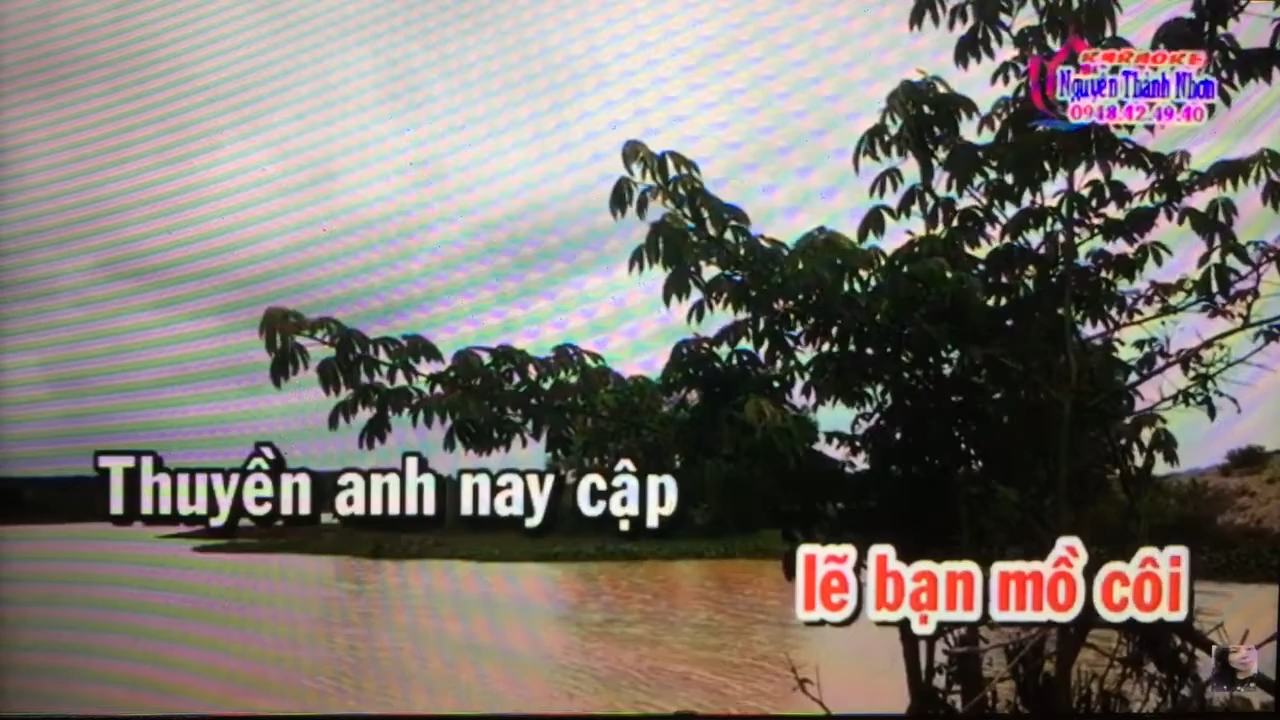 KARAOKE
Nguyễn Thành Nhơn
0948.42.49.40
Thuyền anh nay cập
lẽ bạn mồ côi